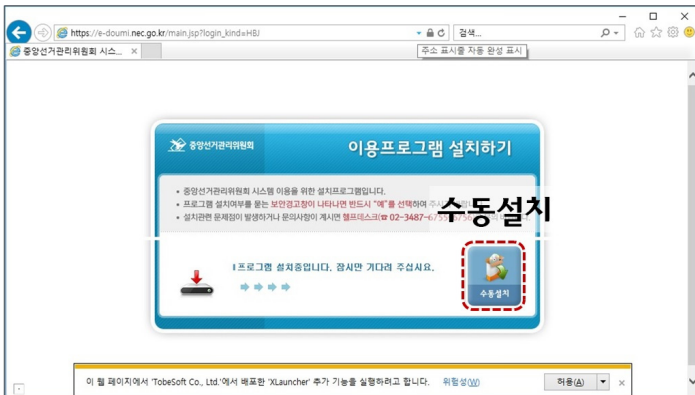 https://e-doumi.nec.go.kr/main.jsp?login_kind=HBJ
검색...
중앙선거관리위원회 시스...
주소 표시줄 자동 완성 표시
중앙선거관리위원회
이용프로그램 설치하기
중앙선거관리위원회 시스템 이용을 위한 설치프로그램입니다.
프로그램 설치여부를 묻는 보안경고창이 나타나면 반드시 "예"를 선택하여
설치관련 문제점이 발생하거나 문의사항이 계시면 헬프데스크(☎ 02-3487-
수동설치
프로그램 설치중입니다. 잠시만 기다려 주십시요.
수동설치
이 웹 페이지에서 'TobeSoft Co., Ltd.'에서 배포한 'XLauncher' 추가 기능을 실행하려고 합니다. 위험성(W)
허용(A)